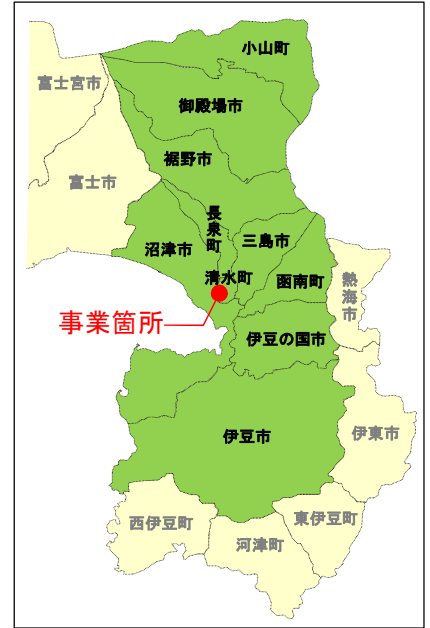 小山町
富士宮市
御殿場市
裾野市
富士市
長泉町
沼津市
三島市
清水町
函南町
熱海市
事業箇所
伊豆の国市
伊豆市
伊東市
西伊豆町
東伊豆町
河津町